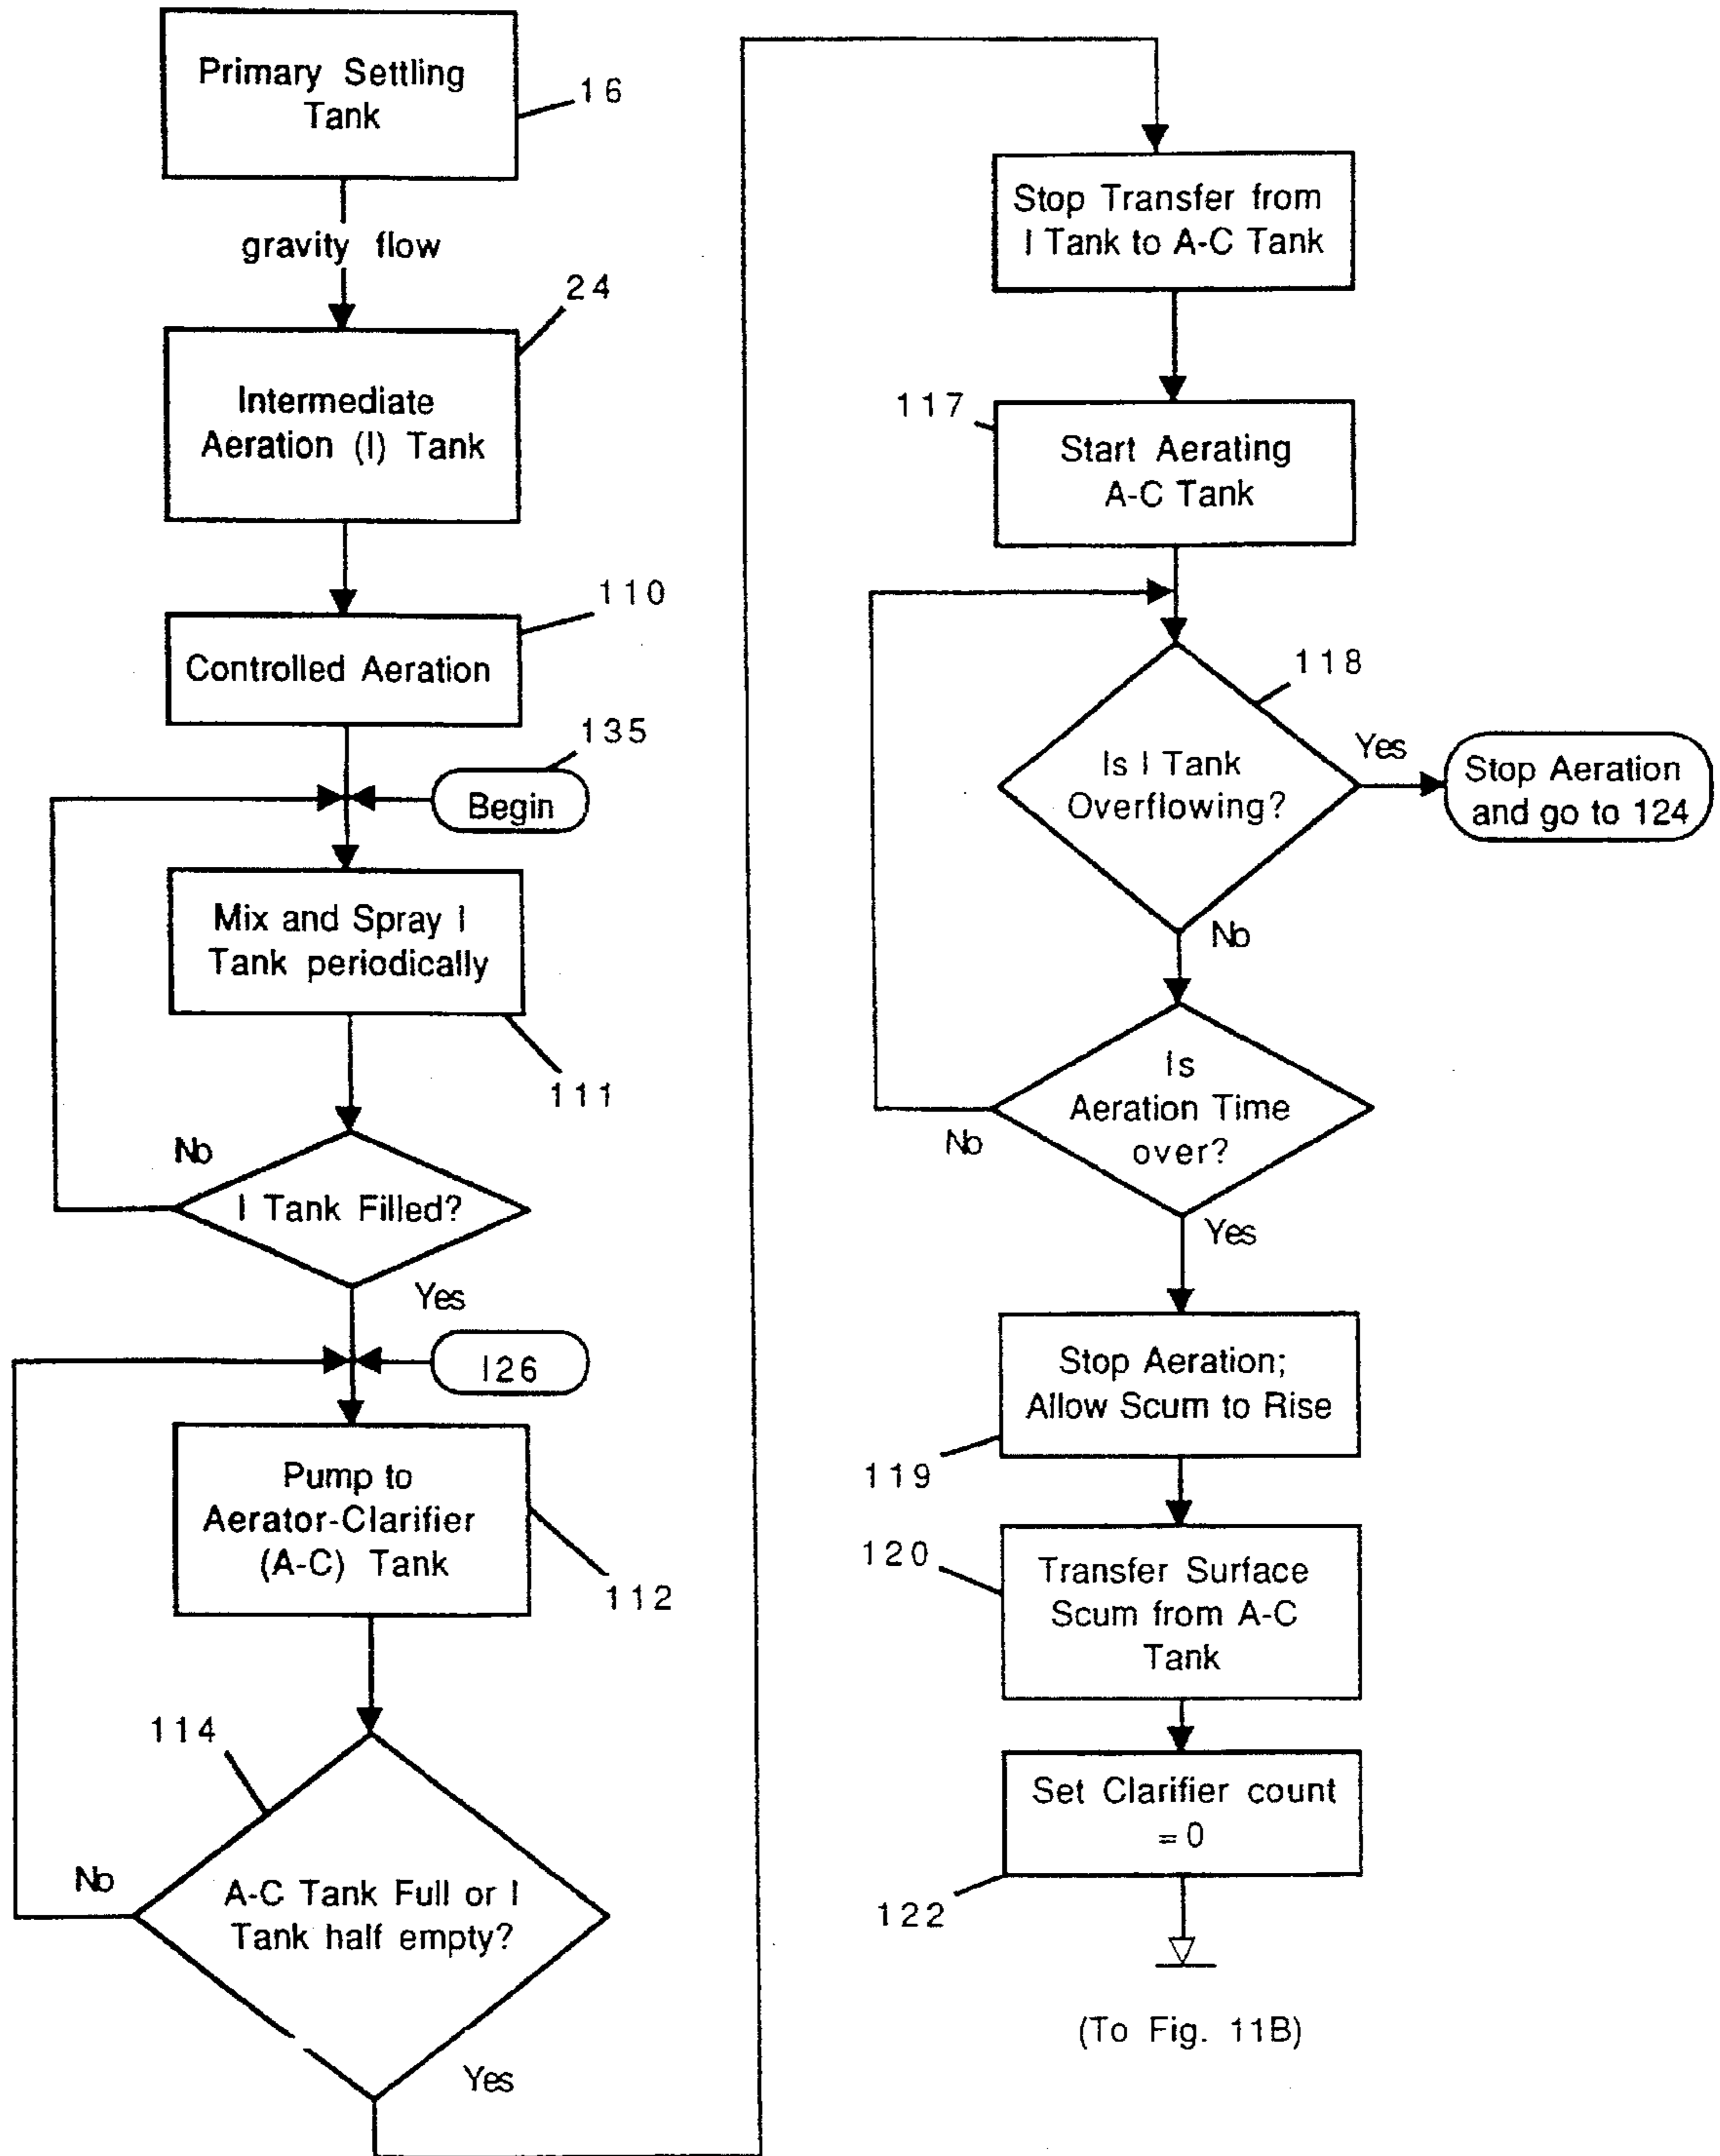 Primary Settling
Tank
16
gravity flow
24
Intermediate
Aeration (I) Tank
110
Controlled Aeration
135
Begin
Mix and Spray I
Tank periodically
111
No
I Tank Filled?
Yes
I26
Pump to
Aerator-Clarifier
(A-C) Tank
112
114
No
A-C Tank Full or I
Tank half empty?
Yes
Stop Transfer from
I Tank to A-C Tank
117
Start Aerating
A-C Tank
118
Is I Tank
Overflowing?
Yes
Stop Aeration
and go to 124
No
Is
Aeration Time
over?
No
Yes
Stop Aeration;
Allow Scum to Rise
119
120
Transfer Surface
Scum from A-C
Tank
Set Clarifier count
= 0
122
(To Fig. 11B)